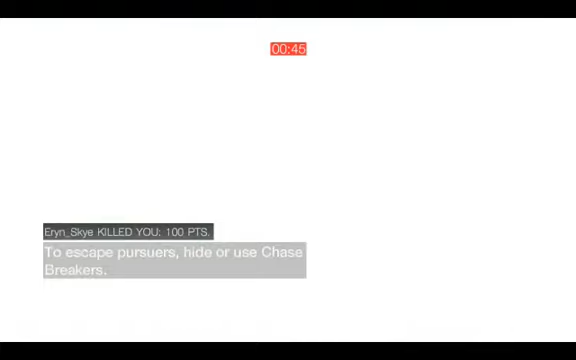 00:45
Eryn_Skye KILLED YOU: 100 PTS.
To escape pursuers, hide or use Chase
Breakers.